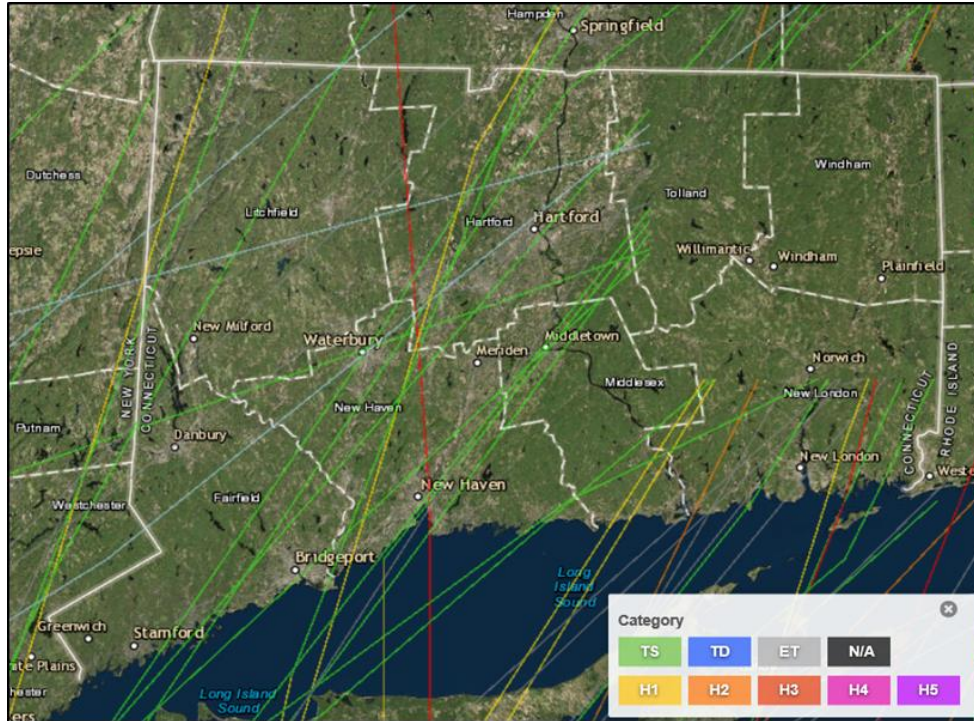 Hampden
Springfield
Dutchess
Litchfield
Windham
Tolland
Hartford
Hartford
epsie
Willimantic
Windham
Plainfield
New Milford
Waterbury
Middletown
Meriden
Norwich
NEW YORK
CONNECTICUT
CONNECTICUT
RHODE ISLAND
Middlesex
New London
New Haven
Putnam
Danbury
New London
Weste
Westchester
Fairfield
New Haven
Bridgeport
Long
Island
Sound
Greenwich
Stamford
ite Plains
hester
ers
Long Island
Sound
Category
TS
TD
ET
N/A
H1
H2
H3
H4
H5